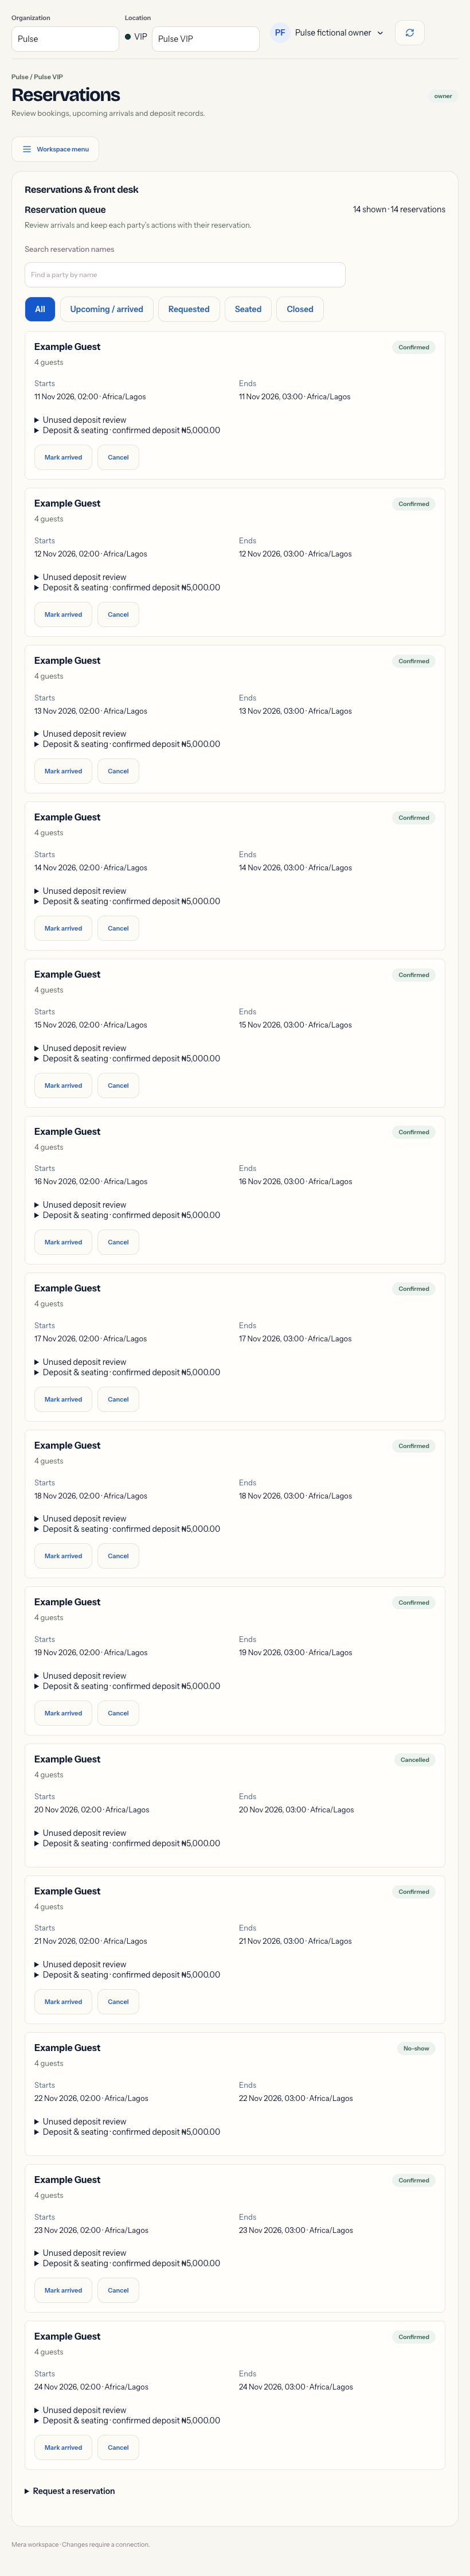 Organization
Location
Pulse
VIP
Pulse VIP
PF
Pulse fictional owner
Pulse / Pulse VIP
Reservations
owner
Review bookings, upcoming arrivals and deposit records.
Workspace menu
Reservations & front desk
Reservation queue
14 shown · 14 reservations
Review arrivals and keep each party's actions with their reservation.
Search reservation names
Find a party by name
All
Upcoming / arrived
Requested
Seated
Closed
Example Guest
Confirmed
4 guests
Starts
Ends
11 Nov 2026, 02:00 · Africa/Lagos
11 Nov 2026, 03:00 · Africa/Lagos
Unused deposit review
Deposit & seating · confirmed deposit ₦5,000.00
Mark arrived
Cancel
Example Guest
Confirmed
4 guests
Starts
Ends
12 Nov 2026, 02:00 · Africa/Lagos
12 Nov 2026, 03:00 · Africa/Lagos
Unused deposit review
Deposit & seating · confirmed deposit ₦5,000.00
Mark arrived
Cancel
Example Guest
Confirmed
4 guests
Starts
Ends
13 Nov 2026, 02:00 · Africa/Lagos
13 Nov 2026, 03:00 · Africa/Lagos
Unused deposit review
Deposit & seating · confirmed deposit ₦5,000.00
Mark arrived
Cancel
Example Guest
Confirmed
4 guests
Starts
Ends
14 Nov 2026, 02:00 · Africa/Lagos
14 Nov 2026, 03:00 · Africa/Lagos
Unused deposit review
Deposit & seating · confirmed deposit ₦5,000.00
Mark arrived
Cancel
Example Guest
Confirmed
4 guests
Starts
Ends
15 Nov 2026, 02:00 · Africa/Lagos
15 Nov 2026, 03:00 · Africa/Lagos
Unused deposit review
Deposit & seating · confirmed deposit ₦5,000.00
Mark arrived
Cancel
Example Guest
Confirmed
4 guests
Starts
Ends
16 Nov 2026, 02:00 · Africa/Lagos
16 Nov 2026, 03:00 · Africa/Lagos
Unused deposit review
Deposit & seating · confirmed deposit ₦5,000.00
Mark arrived
Cancel
Example Guest
Confirmed
4 guests
Starts
Ends
17 Nov 2026, 02:00 · Africa/Lagos
17 Nov 2026, 03:00 · Africa/Lagos
Unused deposit review
Deposit & seating · confirmed deposit ₦5,000.00
Mark arrived
Cancel
Example Guest
Confirmed
4 guests
Starts
Ends
18 Nov 2026, 02:00 · Africa/Lagos
18 Nov 2026, 03:00 · Africa/Lagos
Unused deposit review
Deposit & seating · confirmed deposit ₦5,000.00
Mark arrived
Cancel
Example Guest
Confirmed
4 guests
Starts
Ends
19 Nov 2026, 02:00 · Africa/Lagos
19 Nov 2026, 03:00 · Africa/Lagos
Unused deposit review
Deposit & seating · confirmed deposit ₦5,000.00
Mark arrived
Cancel
Example Guest
Cancelled
4 guests
Starts
Ends
20 Nov 2026, 02:00 · Africa/Lagos
20 Nov 2026, 03:00 · Africa/Lagos
Unused deposit review
Deposit & seating · confirmed deposit ₦5,000.00
Example Guest
Confirmed
4 guests
Starts
Ends
21 Nov 2026, 02:00 · Africa/Lagos
21 Nov 2026, 03:00 · Africa/Lagos
Unused deposit review
Deposit & seating · confirmed deposit ₦5,000.00
Mark arrived
Cancel
Example Guest
No-show
4 guests
Starts
Ends
22 Nov 2026, 02:00 · Africa/Lagos
22 Nov 2026, 03:00 · Africa/Lagos
Unused deposit review
Deposit & seating · confirmed deposit ₦5,000.00
Example Guest
Confirmed
4 guests
Starts
Ends
23 Nov 2026, 02:00 · Africa/Lagos
23 Nov 2026, 03:00 · Africa/Lagos
Unused deposit review
Deposit & seating · confirmed deposit ₦5,000.00
Mark arrived
Cancel
Example Guest
Confirmed
4 guests
Starts
Ends
24 Nov 2026, 02:00 · Africa/Lagos
24 Nov 2026, 03:00 · Africa/Lagos
Unused deposit review
Deposit & seating · confirmed deposit ₦5,000.00
Mark arrived
Cancel
Request a reservation
Mera workspace · Changes require a connection.